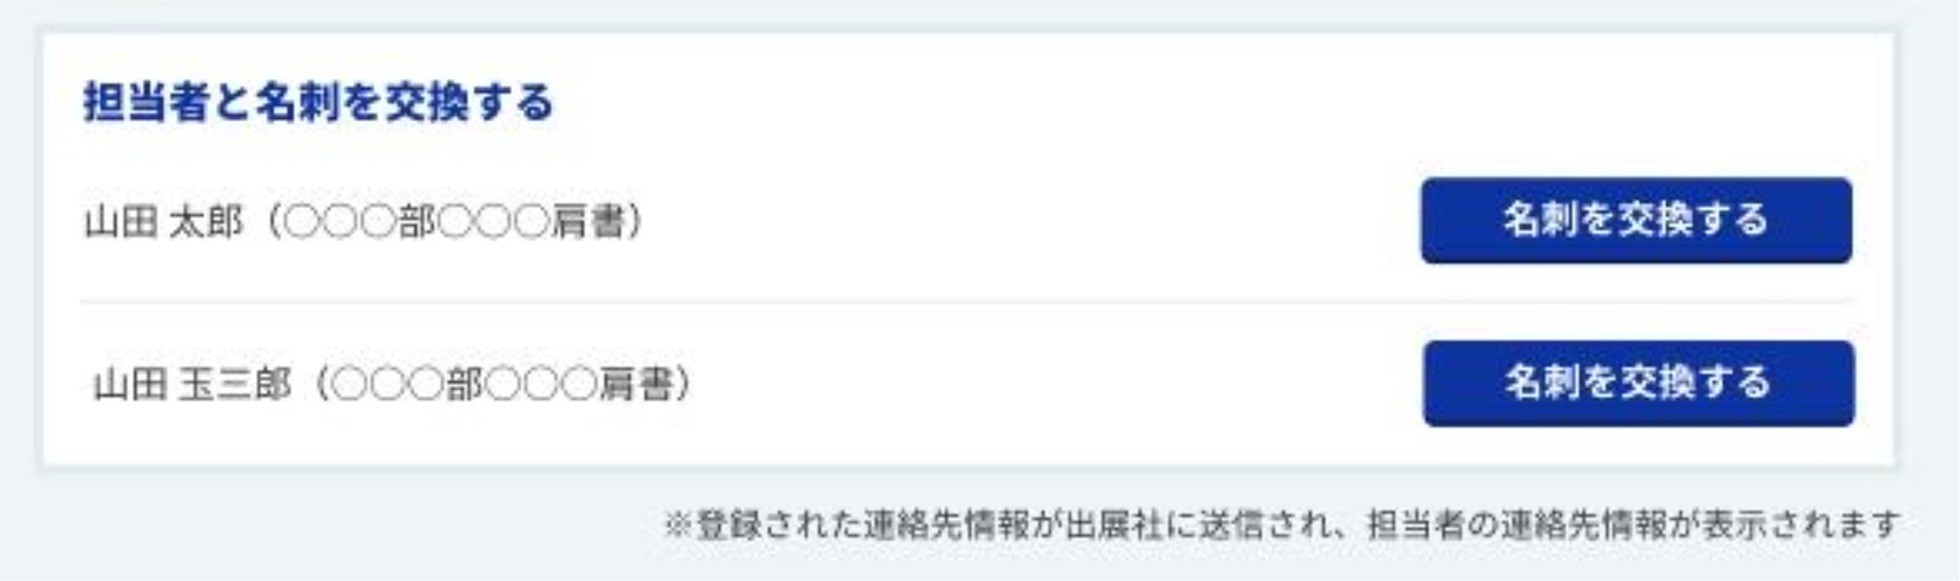 担当者と名刺を交換する
山田 太郎（○○○部○○○肩書）
名刺を交換する
山田 玉三郎（○○○部○○○肩書）
名刺を交換する
※登録された連絡先情報が出展社に送信され、担当者の連絡先情報が表示されます